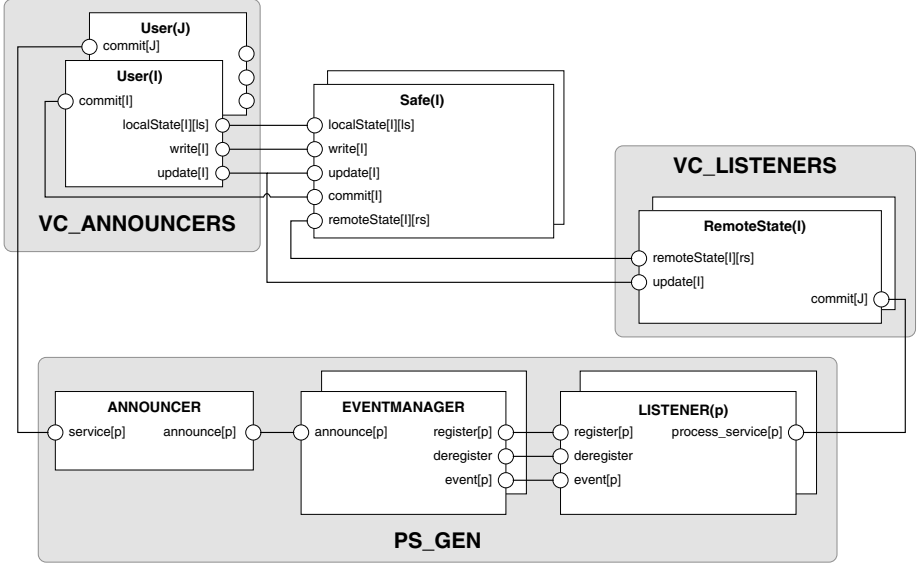 User(J)
commit[J]
User(I)
commit[I]
localState[I][ls]
write[I]
update[I]
VC_ANNOUNCERS
Safe(I)
localState[I][ls]
write[I]
update[I]
commit[I]
remoteState[I][rs]
VC_LISTENERS
RemoteState(I)
remoteState[I][rs]
update[I]
commit[J]
ANNOUNCER
service[p] announce[p]
EVENTMANAGER
announce[p] register[p]
deregister
event[p]
LISTENER(p)
register[p] process_service[p]
deregister
event[p]
PS_GEN